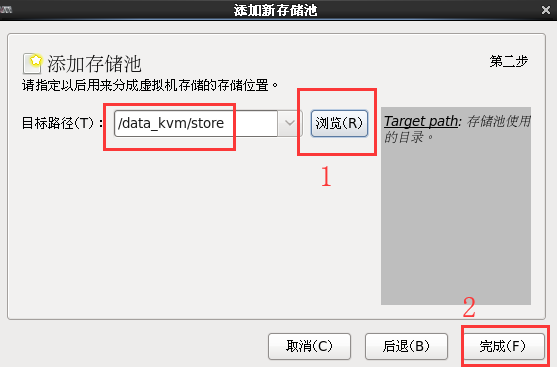 添加新存储池
添加存储池
第二步
请指定以后用来分成虚拟机存储的存储位置。
目标路径(T)：
/data_kvm/store
浏览(R)
Target path: 存储池使用
的目录。
1
2
取消(C)
后退(B)
完成(F)